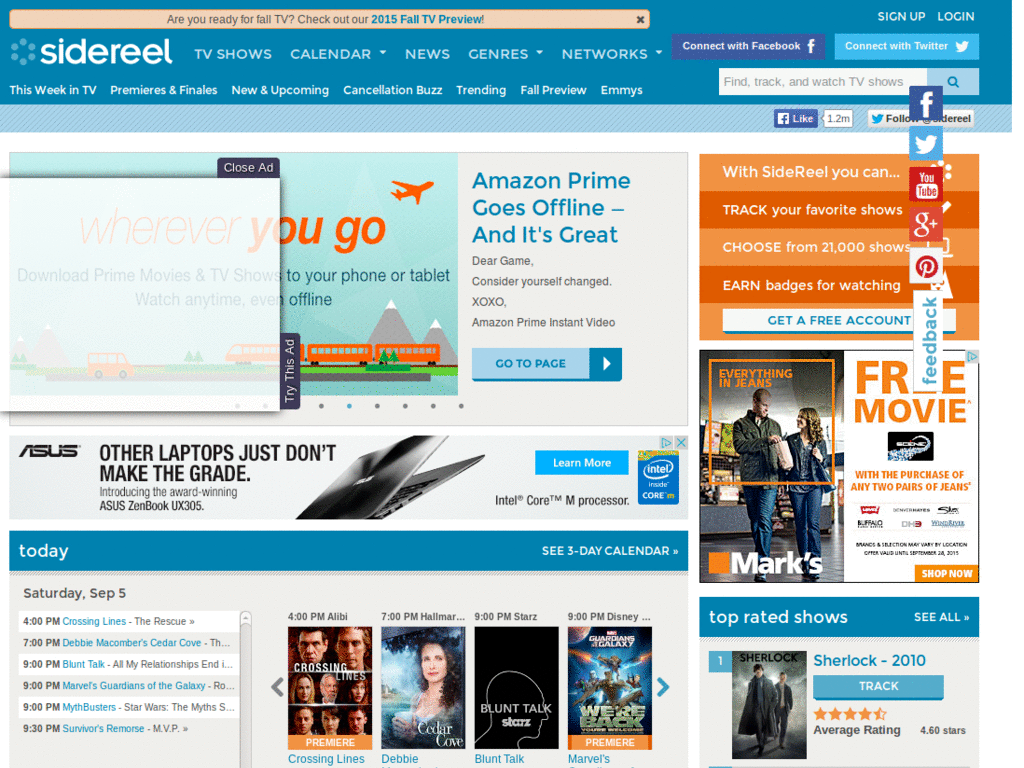 Are you ready for fall TV? Check out our 2015 Fall TV Preview!
SIGN UP LOGIN
sidereel
TV SHOWS CALENDAR NEWS GENRES NETWORKS
Connect with Facebook
Connect with Twitter
Find, track, and watch TV shows
This Week in TV Premieres & Finales New & Upcoming Cancellation Buzz Trending Fall Preview Emmys
Like 1.2m
Follow @sidereel
Close Ad
wherever you go
Download Prime Movies & TV Shows to your phone or tablet
Watch anytime, even offline
Try This Ad
Amazon Prime
Goes Offline –
And It's Great
Dear Game,
Consider yourself changed.
XOXO,
Amazon Prime Instant Video
GO TO PAGE
With SideReel you can...
TRACK your favorite shows
CHOOSE from 21,000 shows
EARN badges for watching
GET A FREE ACCOUNT
You
Tube
g+
feedback
ASUS
OTHER LAPTOPS JUST DON'T
MAKE THE GRADE.
Introducing the award-winning
ASUS ZenBook UX305.
Learn More
Intel® Core™ M processor.
intel
inside
CORE m
EVERYTHING
IN JEANS
Mark's
FREE
MOVIE^
SCENE
WITH THE PURCHASE OF
ANY TWO PAIRS OF JEANS*
Levi's DENVER HAYES Silver
BUFFALO DH3 WINDRIVER
BRANDS & SELECTION MAY VARY BY LOCATION
OFFER VALID UNTIL SEPTEMBER 28, 2015
SHOP NOW
today
SEE 3-DAY CALENDAR »
Saturday, Sep 5
4:00 PM Crossing Lines - The Rescue »
7:00 PM Debbie Macomber's Cedar Cove - Th...
9:00 PM Blunt Talk - All My Relationships End i...
9:00 PM Marvel's Guardians of the Galaxy - Ro...
9:00 PM MythBusters - Star Wars: The Myths S...
9:30 PM Survivor's Remorse - M.V.P. »
4:00 PM Alibi
CROSSING
LINES
PREMIERE
Crossing Lines
7:00 PM Hallmar...
Cedar
Cove
Debbie
9:00 PM Starz
BLUNT TALK
starz
Blunt Talk
9:00 PM Disney ...
MARVEL
GUARDIANS
OF THE GALAXY
WE'RE
BACK
YOU'RE WELCOME
PREMIERE
Marvel's
top rated shows
SEE ALL »
1
SHERLOCK
Sherlock - 2010
TRACK
Average Rating 4.60 stars